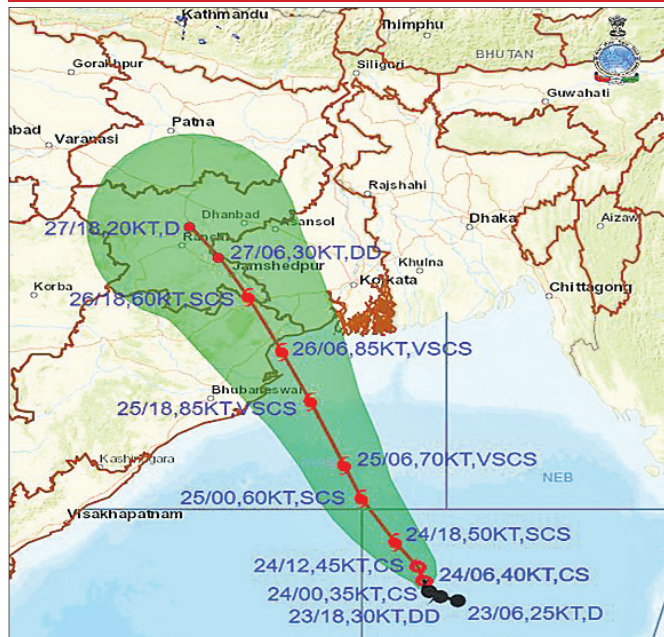 Kathmandu
Thimphu
Gorakhpur
Siliguri
BHUTAN
Guwahati
abad
Varanasi
Patna
Rajshahi
27/18,20KT,D
Dhanbad
Asansol
Dhaka
Aizaw
Ranchi
27/06,30KT,DD
Jamshedpur
Khulna
Korba
26/18,60KT,SCS
Kolkata
Chittagong
26/06,85KT,VSCS
Bhubaneswar
25/18,85KT,VSCS
25/06,70KT,VSCS
NEB
25/00,60KT,SCS
Visakhapatnam
24/18,50KT,SCS
24/12,45KT,CS
24/06,40KT,CS
24/00,35KT,CS
23/18,30KT,DD
23/06,25KT,D